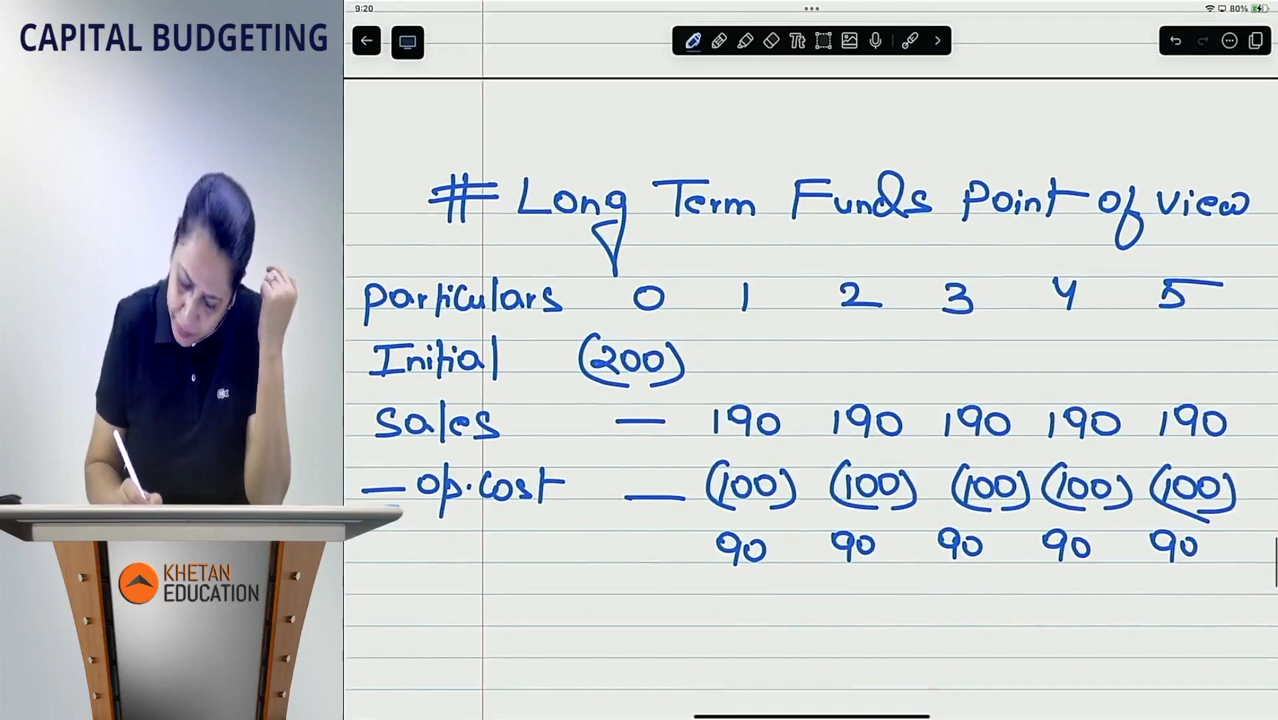 CAPITAL BUDGETING
9:20
80%
# Long Term Funds Point of view
Particulars 0 1 2 3 4 5
Initial (200)
Sales — 190 190 190 190 190
— Op. Cost — (100) (100) (100) (100) (100)
90 90 90 90 90
KHETAN
EDUCATION